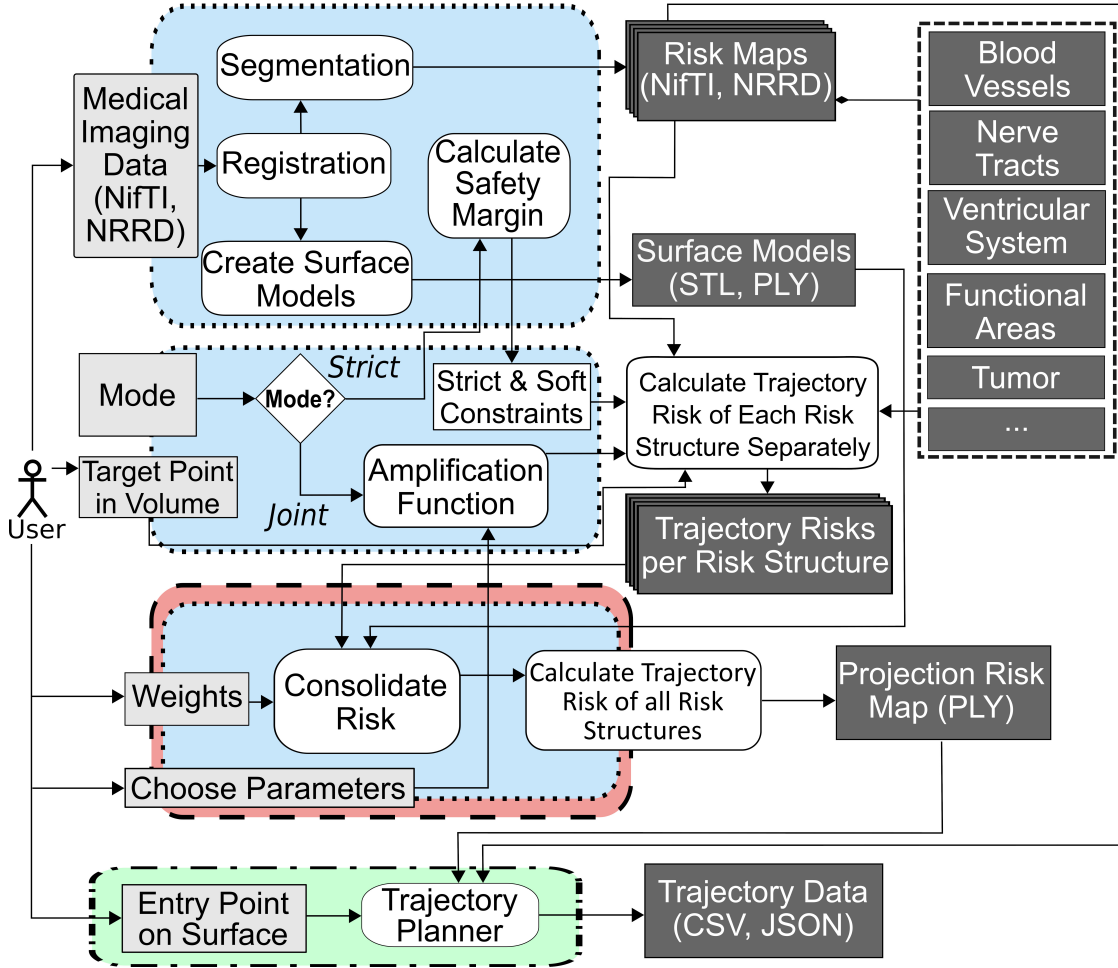 Segmentation
Medical
Imaging
Data
(NifTI,
NRRD)
Registration
Calculate
Safety
Margin
Create Surface
Models
Risk Maps
(NifTI, NRRD)
Blood
Vessels
Nerve
Tracts
Ventricular
System
Functional
Areas
Tumor
...
Surface Models
(STL, PLY)
Mode
Mode?
Strict
Joint
Strict & Soft
Constraints
Calculate Trajectory
Risk of Each Risk
Structure Separately
Target Point
in Volume
User
Amplification
Function
Trajectory Risks
per Risk Structure
Weights
Consolidate
Risk
Calculate Trajectory
Risk of all Risk
Structures
Projection Risk
Map (PLY)
Choose Parameters
Entry Point
on Surface
Trajectory
Planner
Trajectory Data
(CSV, JSON)